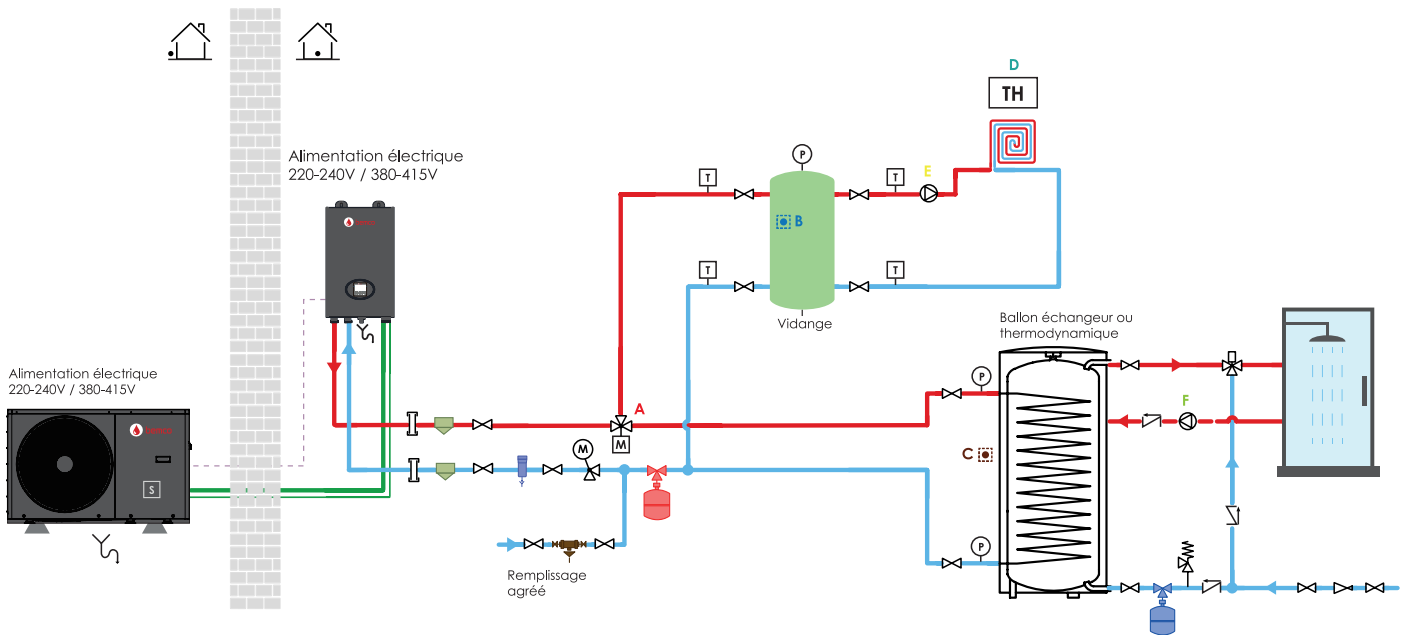 D
TH
Alimentation électrique
220-240V / 380-415V
P
T
T
E
B
T
T
Vidange
Ballon échangeur ou
thermodynamique
Alimentation électrique
220-240V / 380-415V
P
A
F
M
M
C
S
P
Remplissage
agréé